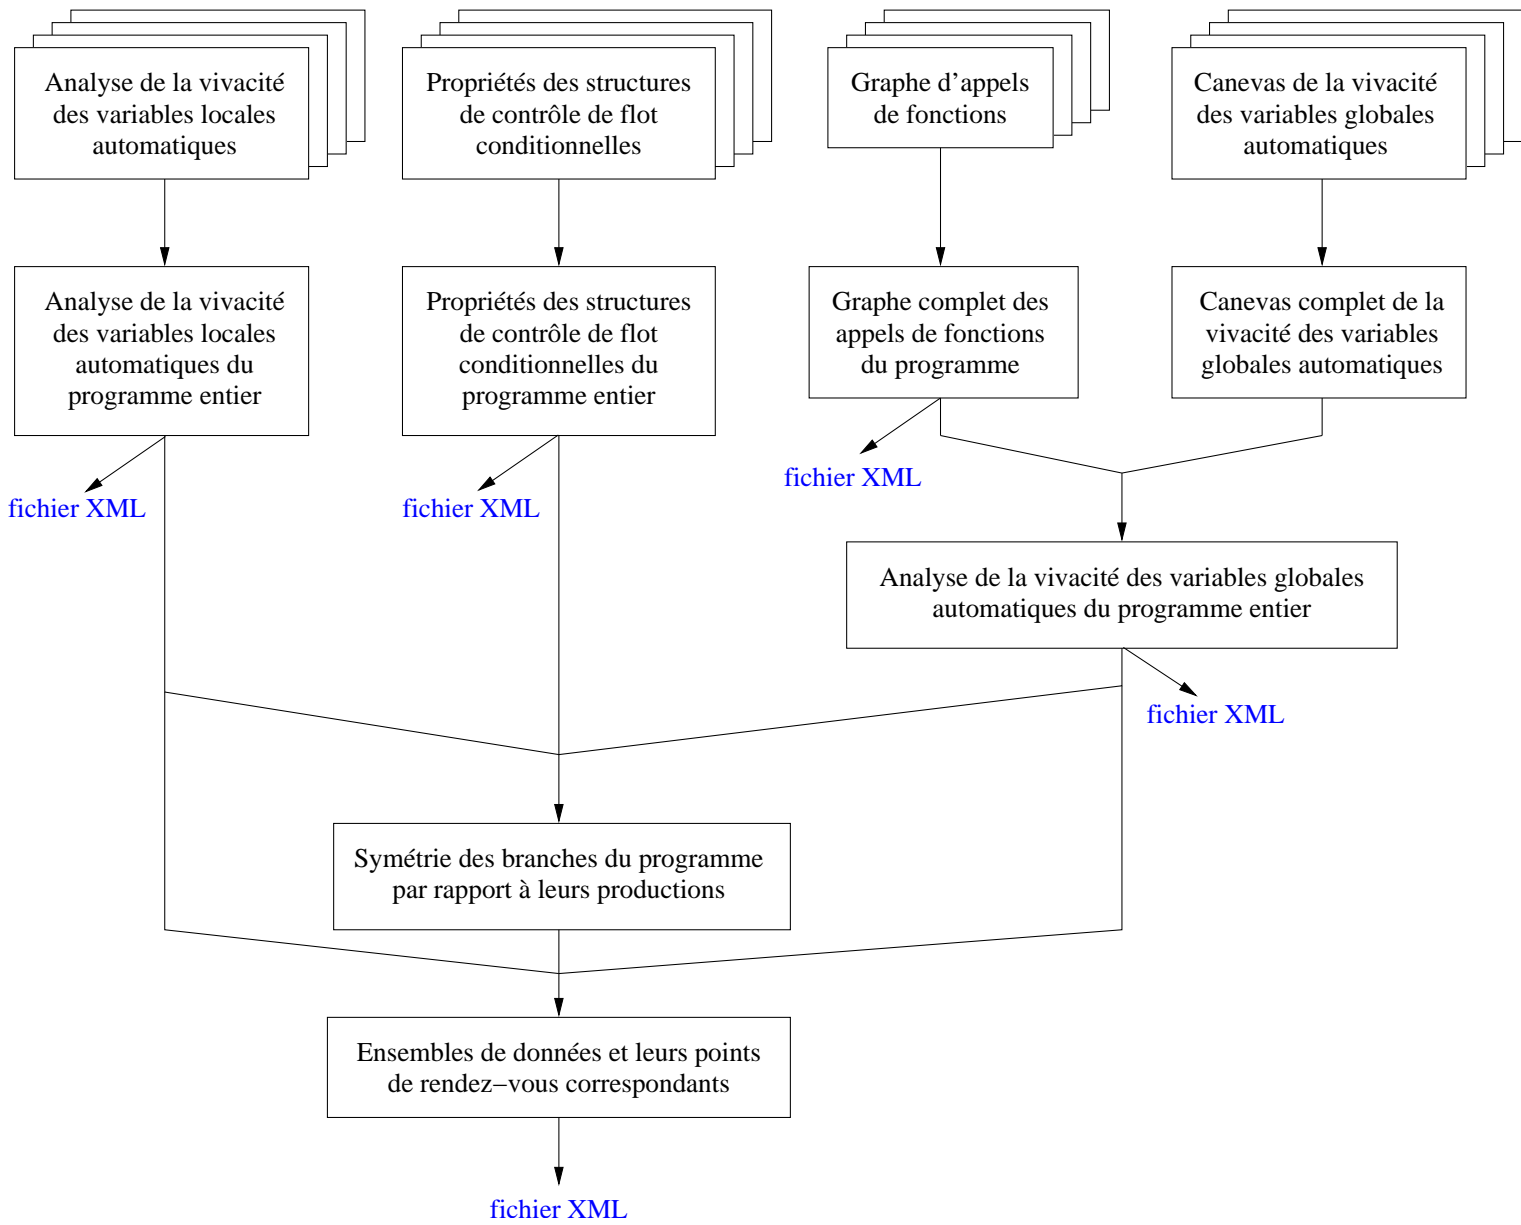 Analyse de la vivacité
des variables locales
automatiques
Propriétés des structures
de contrôle de flot
conditionnelles
Graphe d'appels
de fonctions
Canevas de la vivacité
des variables globales
automatiques
Analyse de la vivacité
des variables locales
automatiques du
programme entier
Propriétés des structures
de contrôle de flot
conditionnelles du
programme entier
Graphe complet des
appels de fonctions
du programme
Canevas complet de la
vivacité des variables
globales automatiques
fichier XML
fichier XML
fichier XML
Analyse de la vivacité des variables globales
automatiques du programme entier
fichier XML
Symétrie des branches du programme
par rapport à leurs productions
Ensembles de données et leurs points
de rendez−vous correspondants
fichier XML